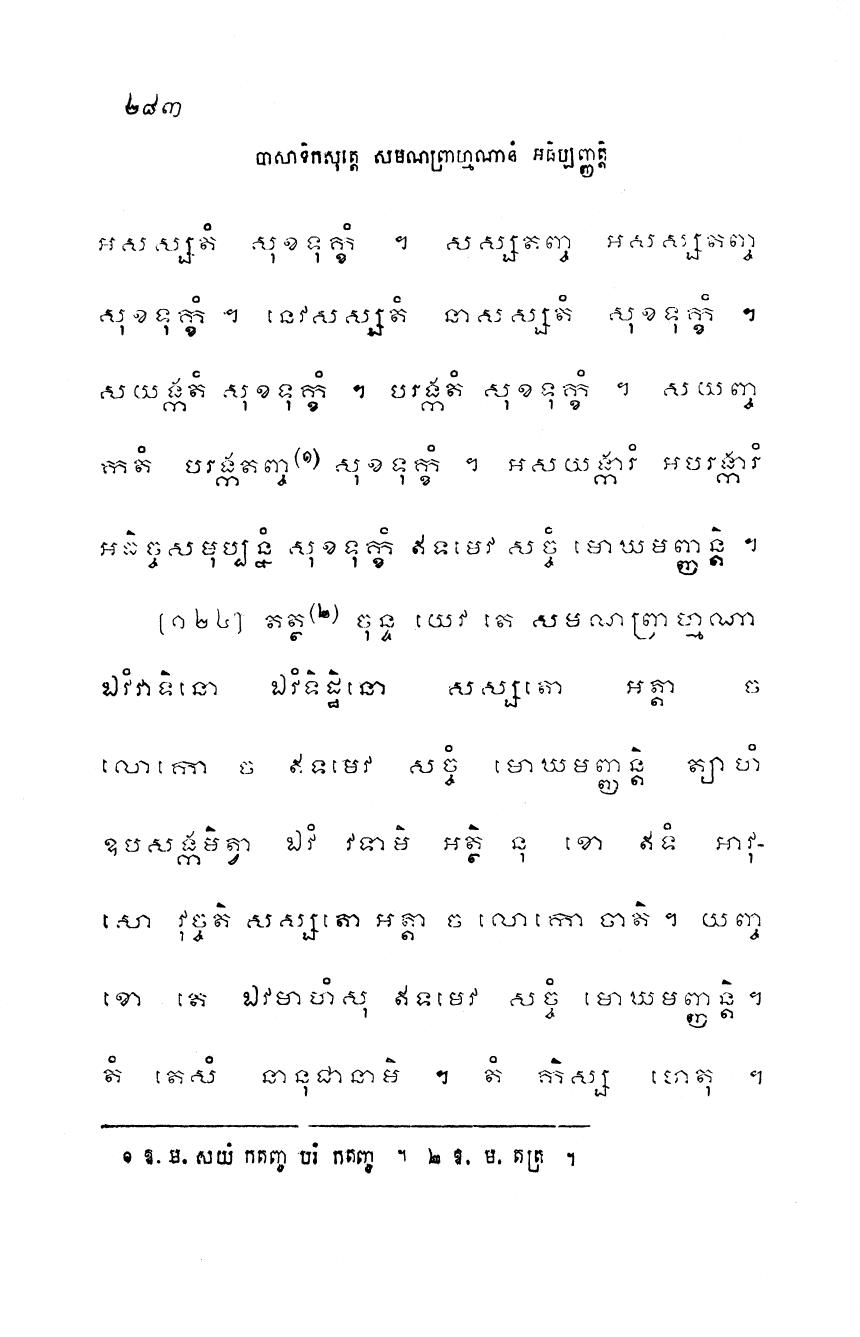 ២៨៣
បាសាទិកសុត្តេ សមណព្រាហ្មណានំ អធិប្បញ្ញត្តិ
អសស្សតំ សុខទុក្ខំ ។ សស្សតញ្ច អសស្សតញ្ច
សុខទុក្ខំ ។ នេវសស្សតំ នាសស្សតំ សុខទុក្ខំ ។
សយង្កតំ សុខទុក្ខំ ។ បរង្កតំ សុខទុក្ខំ ។ សយញ្ច
កតំ បរង្កតញ្ច(១) សុខទុក្ខំ ។ អសយង្ការំ អបរង្ការំ
អធិច្ចសមុប្បន្នំ សុខទុក្ខំ ឥទមេវ សច្ចំ មោឃមញ្ញន្តិ ។
[១២៤] តត្ថ(២) ចុន្ទ យេវ តេ សមណព្រាហ្មណា
ឯវំវាទិនោ ឯវំទិដ្ឋិនោ សស្សតោ អត្តា ច
លោកោ ច ឥទមេវ សច្ចំ មោឃមញ្ញន្តិ ត្យាហំ
ឧបសង្កមិត្វា ឯវំ វទាមិ អត្ថិ នុ ខោ ឥទំ អាវុ-
សោ វុច្ចតិ សស្សតោ អត្តា ច លោកោ ចាតិ ។ យញ្ច
ខោ តេ ឯវមាហំសុ ឥទមេវ សច្ចំ មោឃមញ្ញន្តិ ។
តំ តេសំ នានុជានាមិ ។ តំ កិស្ស ហេតុ ។
១ ឱ. ម. សយំ កតញ្ច បរំ កតញ្ច ។ ២ ឱ. ម. តត្រ ។